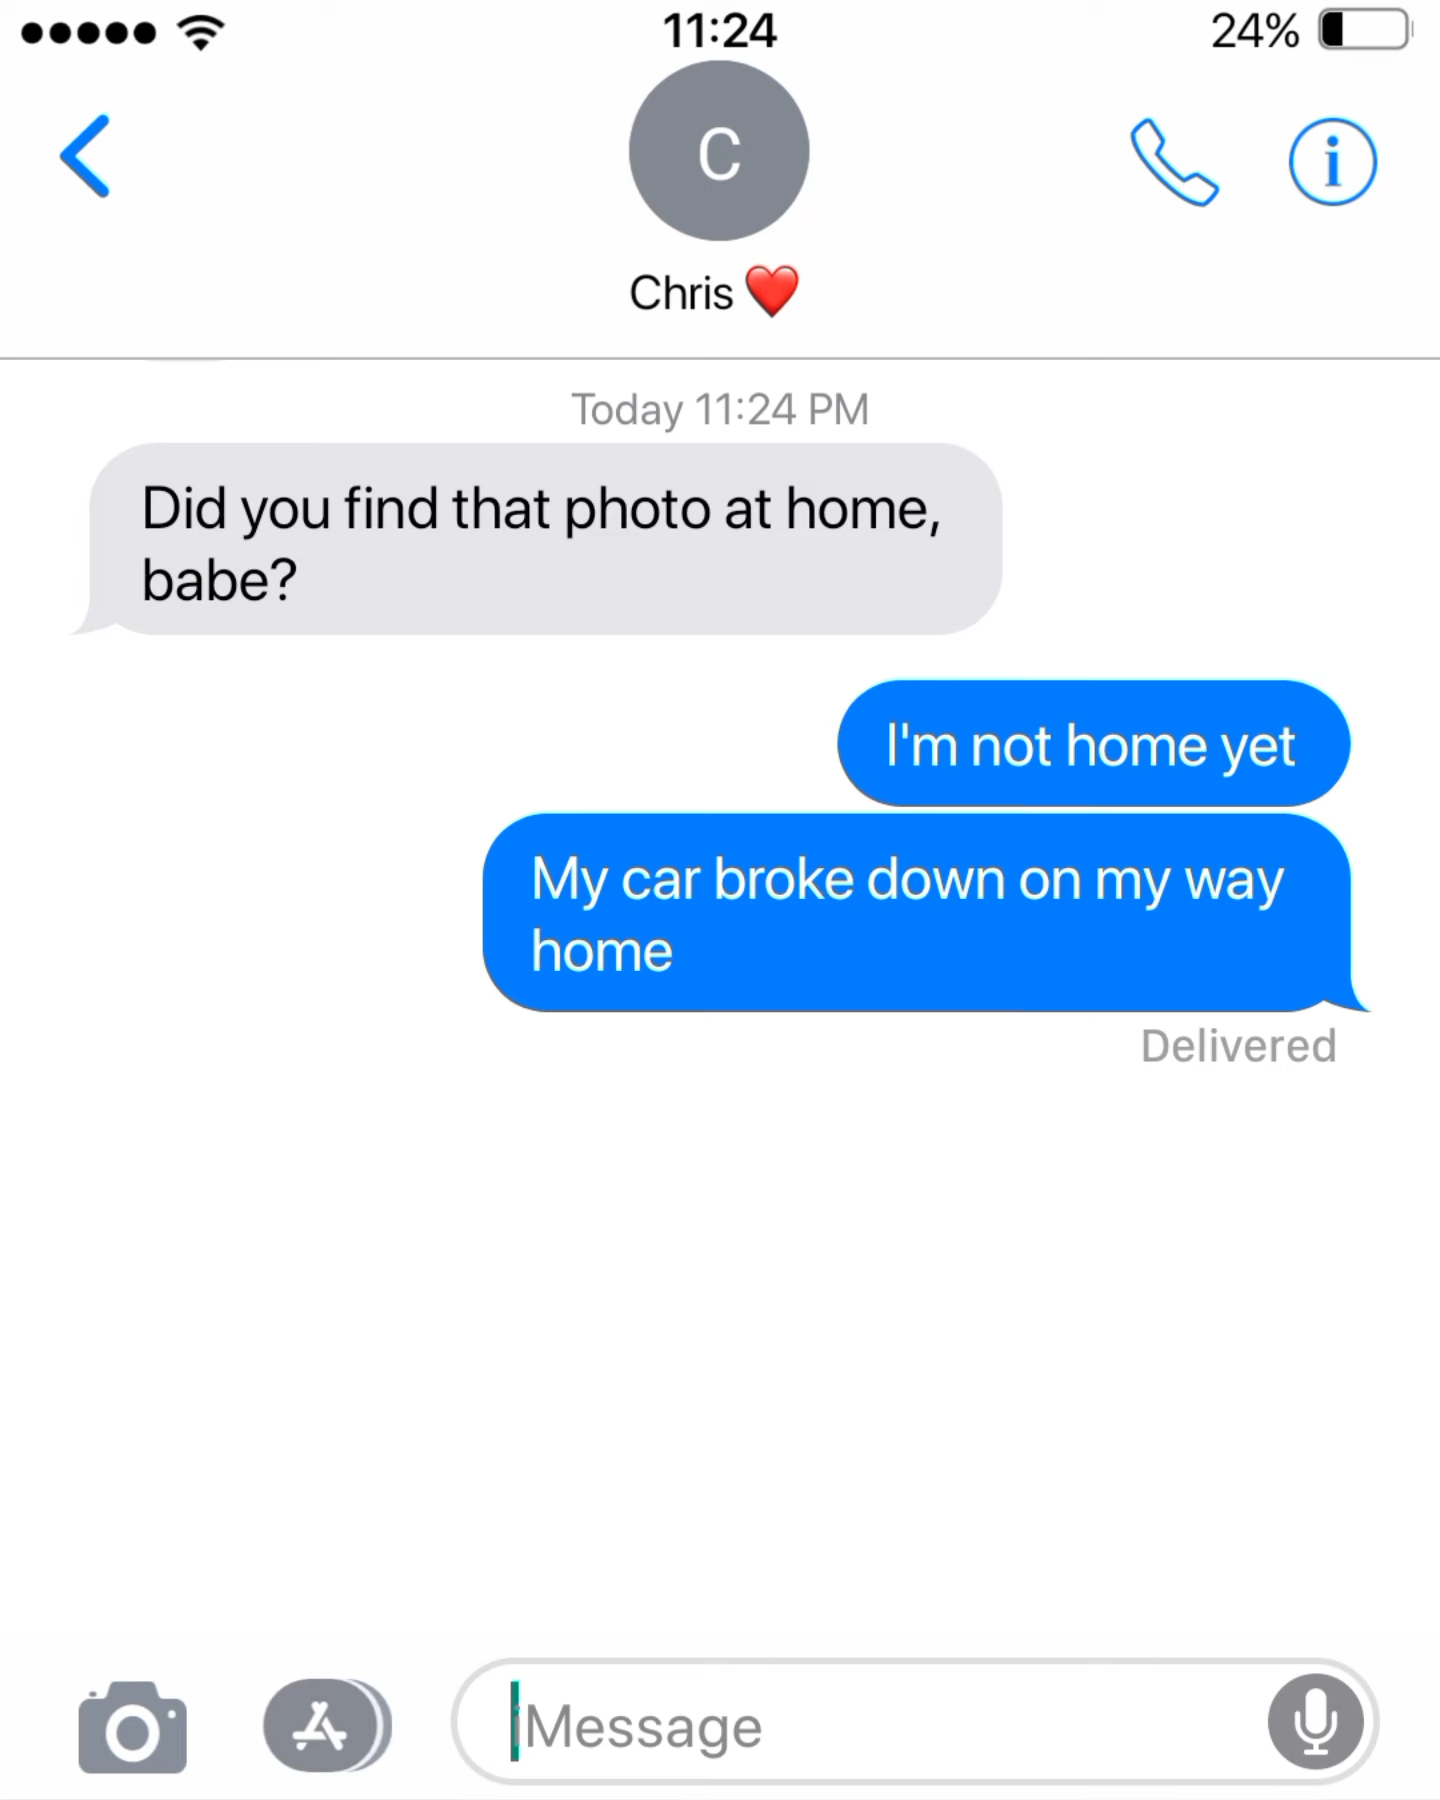 11:24
24%
C
Chris ❤️
Today 11:24 PM
Did you find that photo at home,
babe?
I'm not home yet
My car broke down on my way
home
Delivered
Message